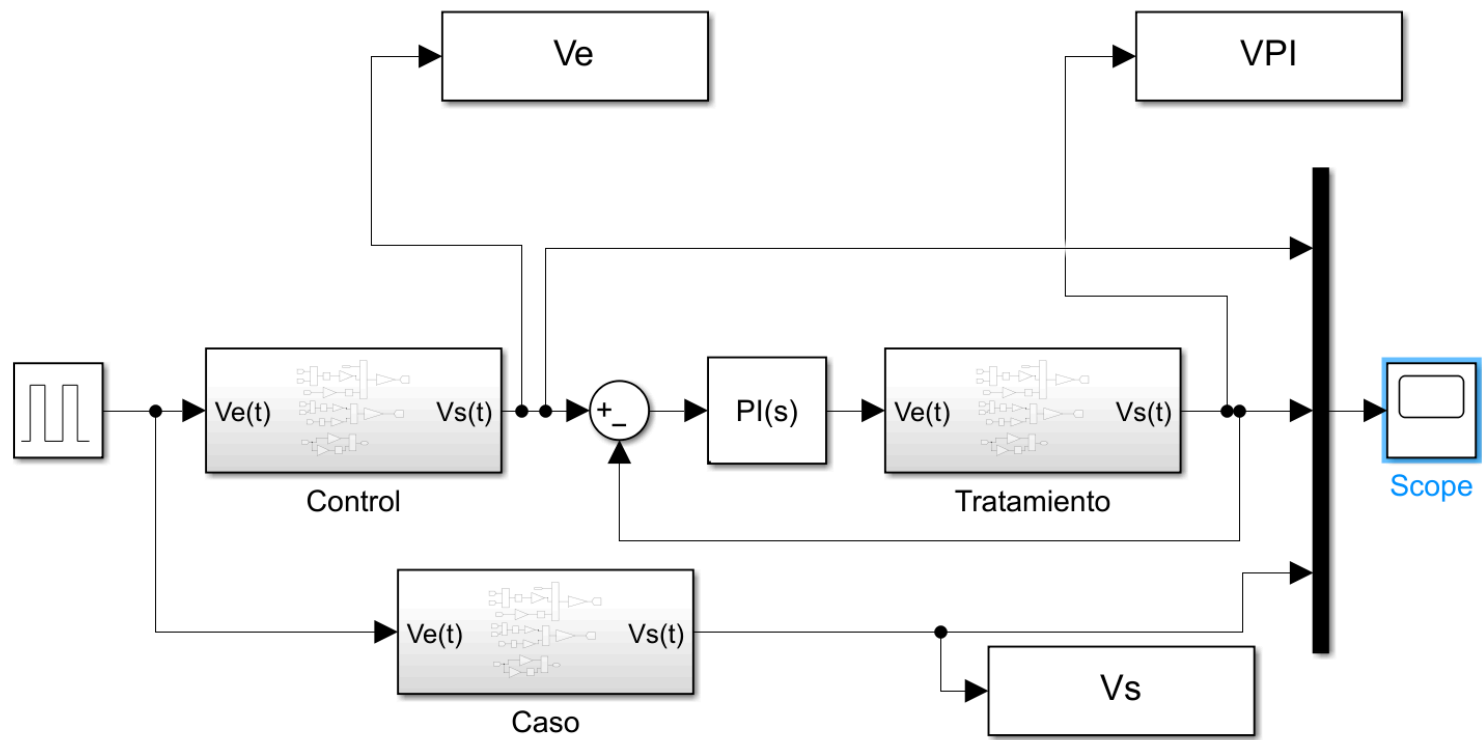 Ve
VPI
Ve(t)
Vs(t)
Control
+
−
PI(s)
Ve(t)
Vs(t)
Tratamiento
Scope
Ve(t)
Vs(t)
Caso
Vs